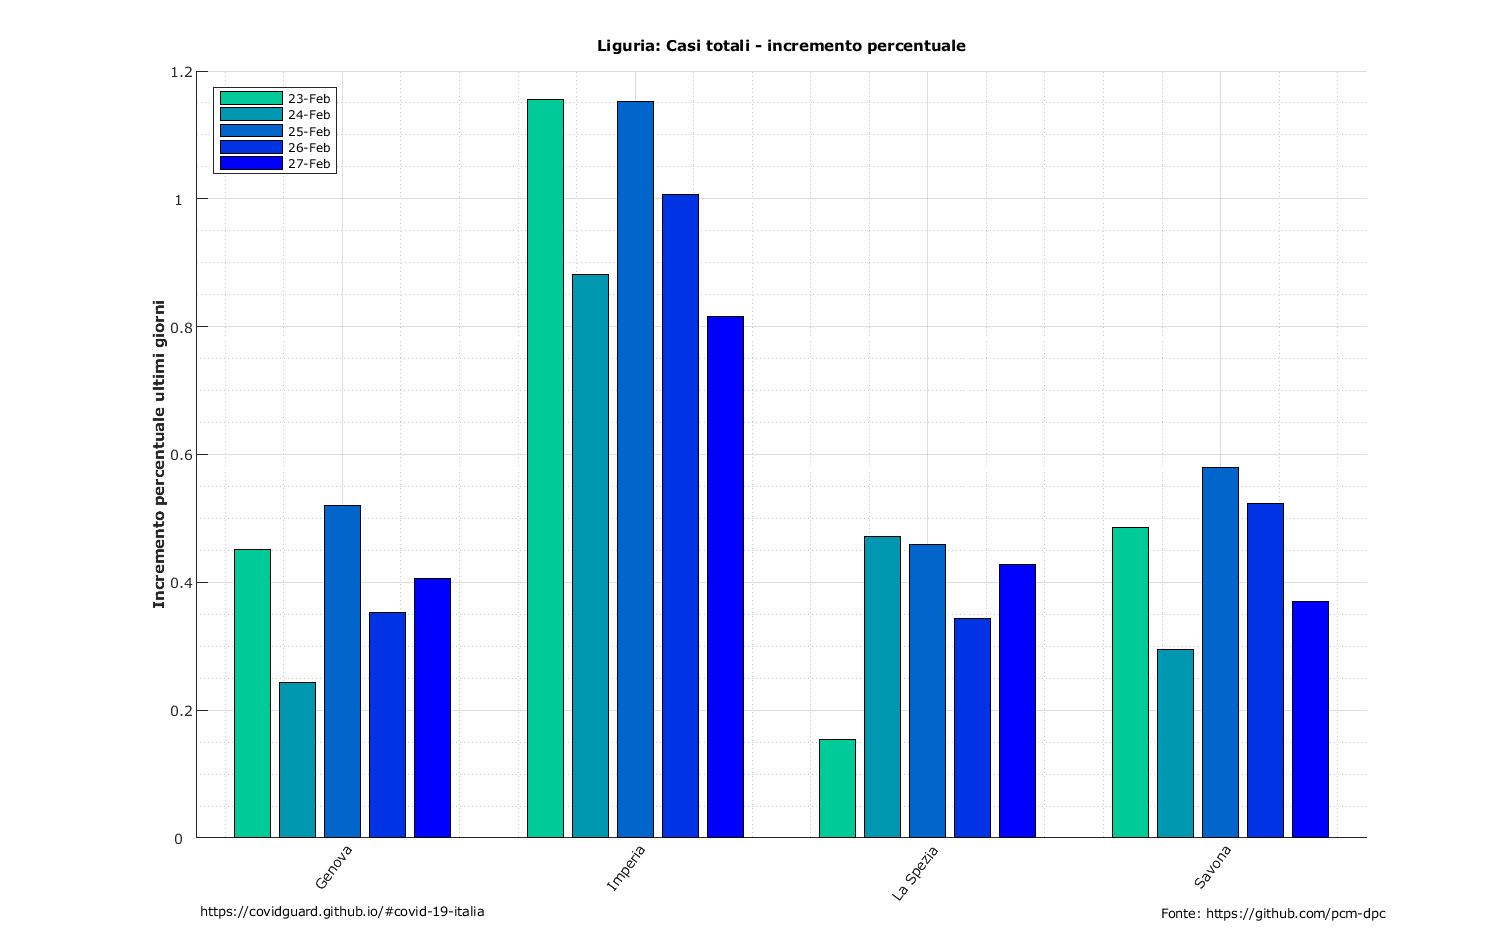 Liguria: Casi totali - incremento percentuale
1.2
1
0.8
0.6
0.4
0.2
0
Incremento percentuale ultimi giorni
23-Feb
24-Feb
25-Feb
26-Feb
27-Feb
Genova
Imperia
La Spezia
Savona
https://covidguard.github.io/#covid-19-italia
Fonte: https://github.com/pcm-dpc